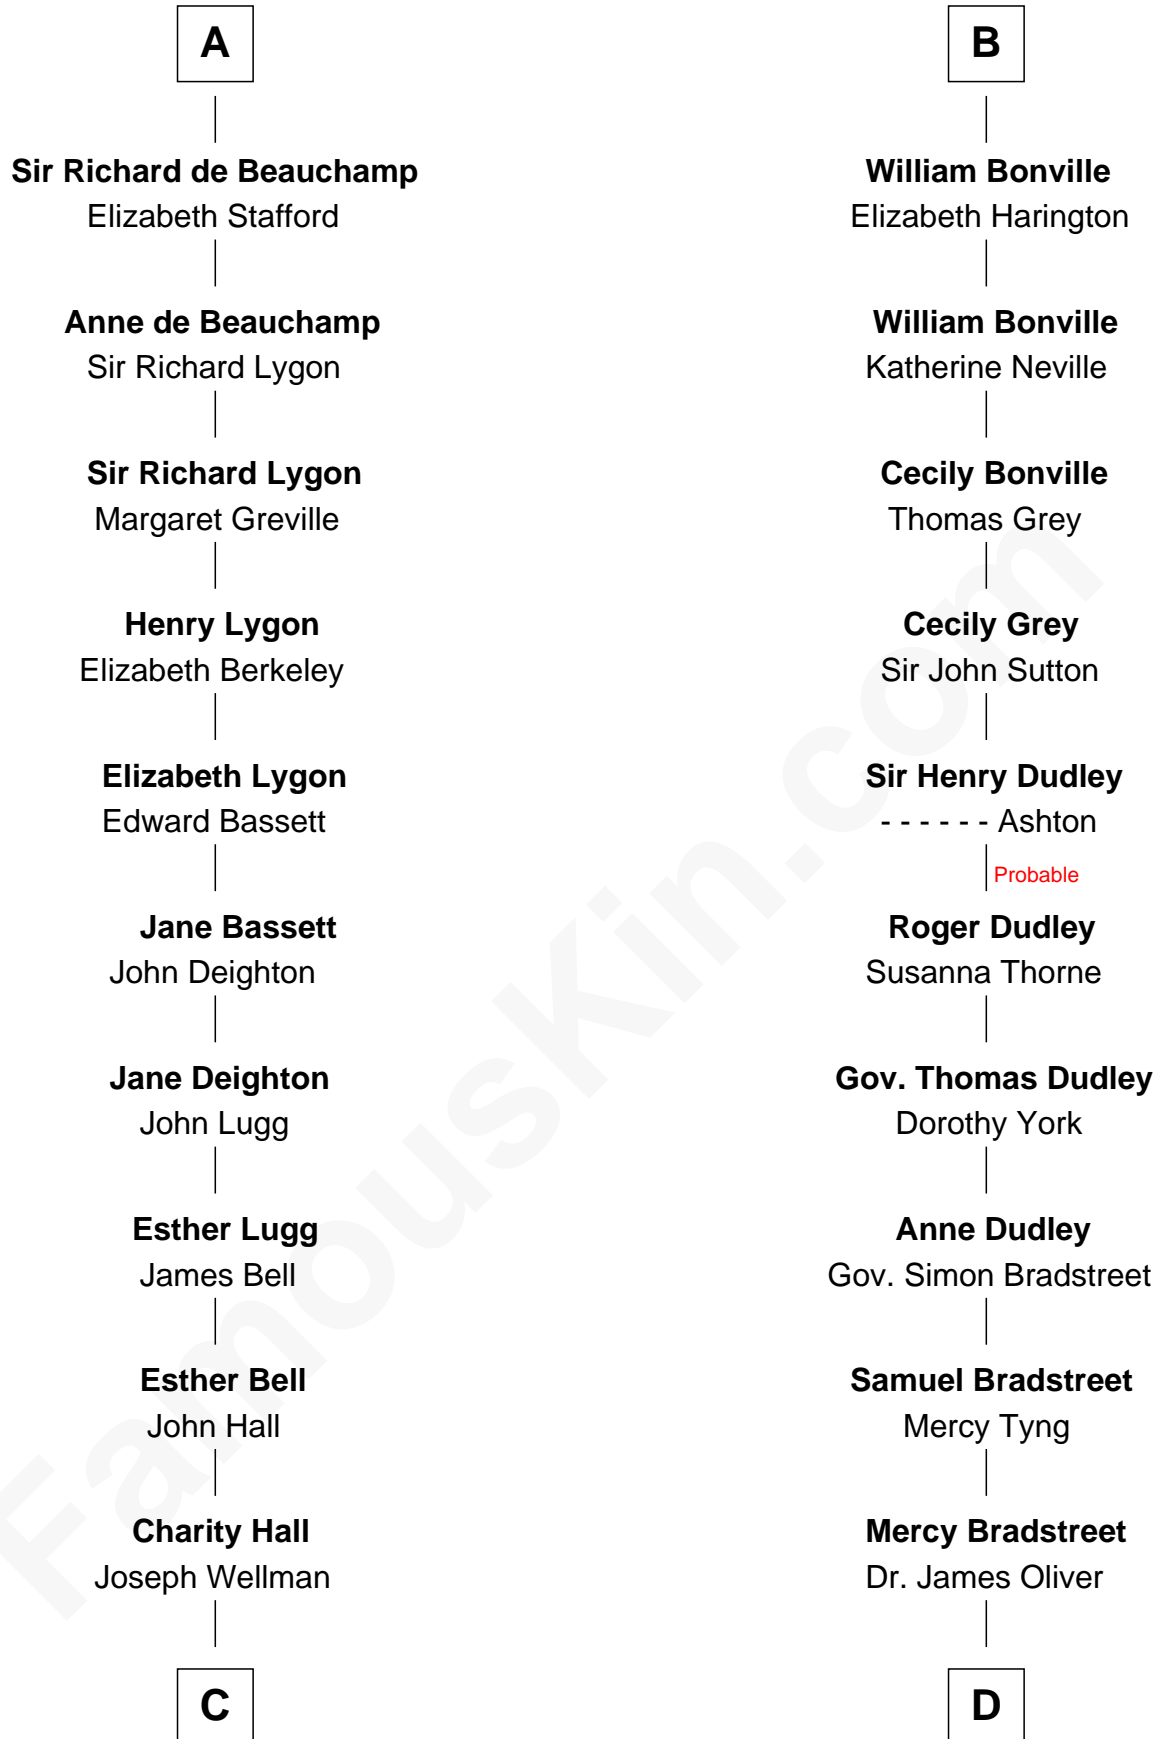 A
Sir Richard de Beauchamp
Elizabeth Stafford
Anne de Beauchamp
Sir Richard Lygon
Sir Richard Lygon
Margaret Greville
Henry Lygon
Elizabeth Berkeley
Elizabeth Lygon
Edward Bassett
Jane Bassett
John Deighton
Jane Deighton
John Lugg
Esther Lugg
James Bell
Esther Bell
John Hall
Charity Hall
Joseph Wellman
C
B
William Bonville
Elizabeth Harington
William Bonville
Katherine Neville
Cecily Bonville
Thomas Grey
Cecily Grey
Sir John Sutton
Sir Henry Dudley
- - - - - - Ashton
Probable
Roger Dudley
Susanna Thorne
Gov. Thomas Dudley
Dorothy York
Anne Dudley
Gov. Simon Bradstreet
Samuel Bradstreet
Mercy Tyng
Mercy Bradstreet
Dr. James Oliver
D
FamousKin.com